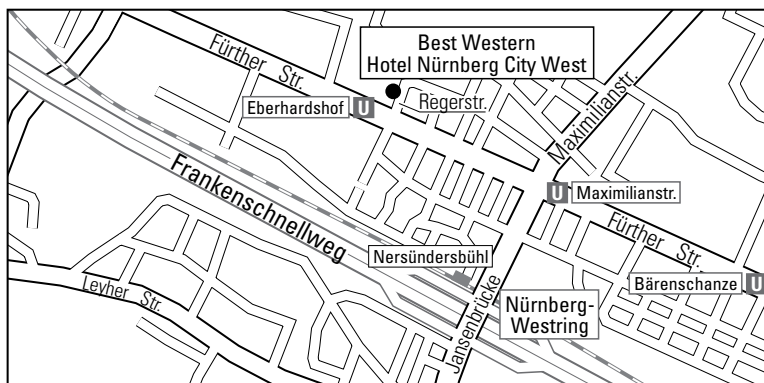 Best Western
Hotel Nürnberg City West
Fürther Str.
Eberhardshof U
Regerstr.
Maximilianstr.
Frankenschnellweg
U Maximilianstr.
Fürther Str.
Nersündersbühl
Bärenschanze U
Leyher Str.
Jansenbrücke
Nürnberg-
Westring